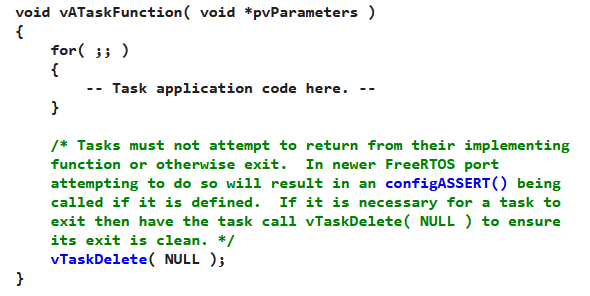 void vATaskFunction( void *pvParameters )
{
    for( ;; )
    {
        -- Task application code here. --
    }

    /* Tasks must not attempt to return from their implementing
    function or otherwise exit.  In newer FreeRTOS port
    attempting to do so will result in an configASSERT() being
    called if it is defined.  If it is necessary for a task to
    exit then have the task call vTaskDelete( NULL ) to ensure
    its exit is clean. */
    vTaskDelete( NULL );
}